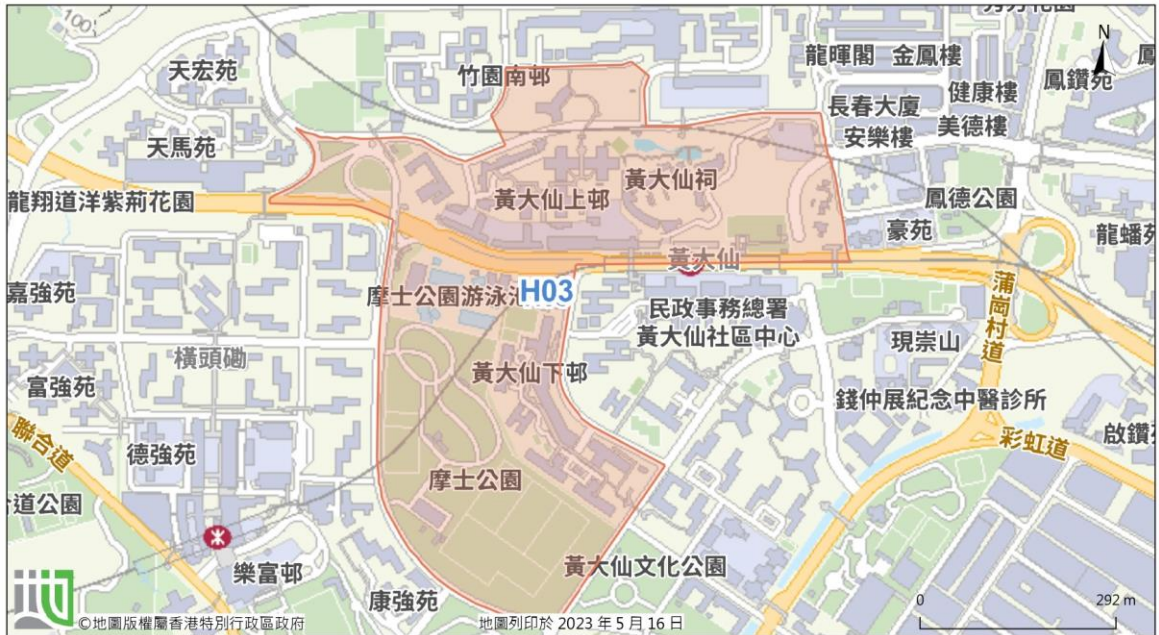 100
天宏苑
竹園南邨
龍暉閣 金鳳樓
N
鳳鑽苑
長春大廈
健康樓
安樂樓
美德樓
天馬苑
黃大仙祠
黃大仙上邨
龍翔道洋紫荊花園
鳳德公園
豪苑
龍蟠苑
黃大仙
嘉強苑
摩士公園游泳池
H03
民政事務總署
黃大仙社區中心
蒲崗村道
現崇山
橫頭磡
富強苑
黃大仙下邨
錢仲展紀念中醫診所
聯合道
德強苑
彩虹道
啟鑽苑
摩士公園
合道公園
黃大仙文化公園
樂富邨
康強苑
0 292 m
©地圖版權屬香港特別行政區政府
地圖列印於 2023 年 5 月 16 日